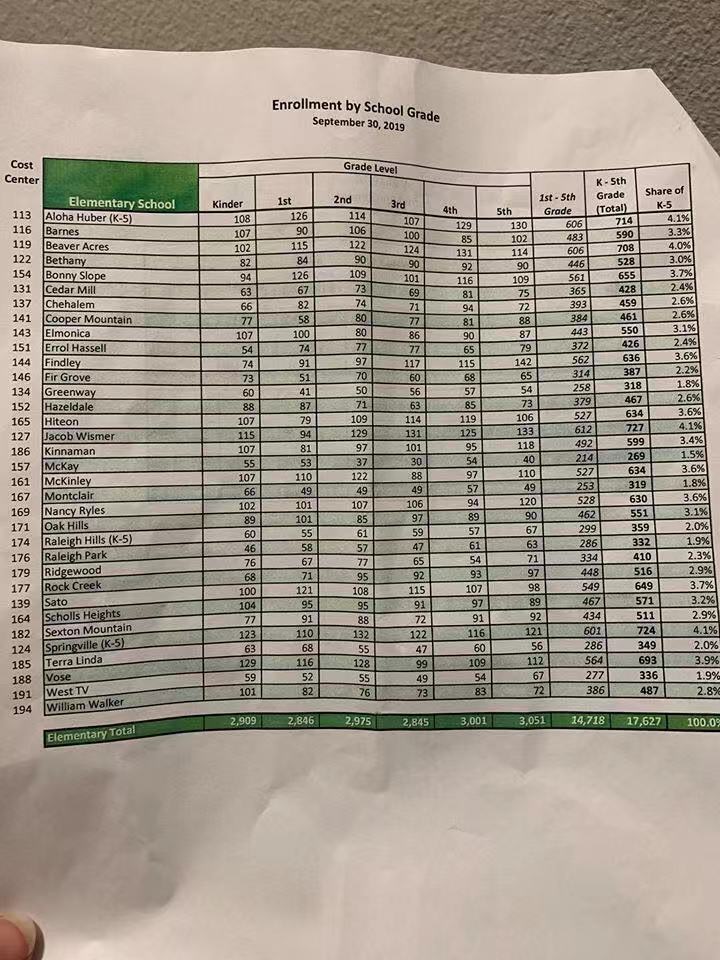 Enrollment by School Grade
September 30, 2019
Cost Center Elementary School Grade Level
Kinder 1st 2nd 3rd 4th 5th 1st - 5th Grade K - 5th Grade (Total) Share of K-5
113 Aloha Huber (K-5) 108 126 114 107 129 130 606 714 4.1%
116 Barnes 107 90 106 100 85 102 483 590 3.3%
119 Beaver Acres 102 115 122 124 131 114 606 708 4.0%
122 Bethany 82 84 90 90 92 90 446 528 3.0%
154 Bonny Slope 94 126 109 101 116 109 561 655 3.7%
131 Cedar Mill 63 67 73 69 81 75 365 428 2.4%
137 Chehalem 66 82 74 71 94 72 393 459 2.6%
141 Cooper Mountain 77 58 80 77 81 88 384 461 2.6%
143 Elmonica 107 100 80 86 90 87 443 550 3.1%
151 Errol Hassell 54 74 77 77 65 79 372 426 2.4%
144 Findley 74 91 97 117 115 142 562 636 3.6%
146 Fir Grove 73 51 70 60 68 65 314 387 2.2%
134 Greenway 60 41 50 56 57 54 258 318 1.8%
152 Hazeldale 88 87 71 63 85 73 379 467 2.6%
165 Hiteon 107 79 109 114 119 106 527 634 3.6%
127 Jacob Wismer 115 94 129 131 125 133 612 727 4.1%
186 Kinnaman 107 81 97 101 95 118 492 599 3.4%
157 McKay 55 53 37 30 54 40 214 269 1.5%
161 McKinley 107 110 122 88 97 110 527 634 3.6%
167 Montclair 66 49 49 49 57 49 253 319 1.8%
169 Nancy Ryles 102 101 107 106 94 120 528 630 3.6%
171 Oak Hills 89 101 85 97 89 90 462 551 3.1%
174 Raleigh Hills (K-5) 60 55 61 59 57 67 299 359 2.0%
176 Raleigh Park 46 58 57 47 61 63 286 332 1.9%
179 Ridgewood 76 67 77 65 54 71 334 410 2.3%
177 Rock Creek 68 71 95 92 93 97 448 516 2.9%
139 Sato 100 121 108 115 107 98 549 649 3.7%
164 Scholls Heights 104 95 95 91 97 89 467 571 3.2%
182 Sexton Mountain 77 91 88 72 91 92 434 511 2.9%
124 Springville (K-5) 123 110 132 122 116 121 601 724 4.1%
185 Terra Linda 63 68 55 47 60 56 286 349 2.0%
188 Vose 129 116 128 99 109 112 564 693 3.9%
191 West TV 59 52 55 49 54 67 277 336 1.9%
194 William Walker 101 82 76 73 83 72 386 487 2.8%
Elementary Total 2,909 2,846 2,975 2,845 3,001 3,051 14,718 17,627 100.0%